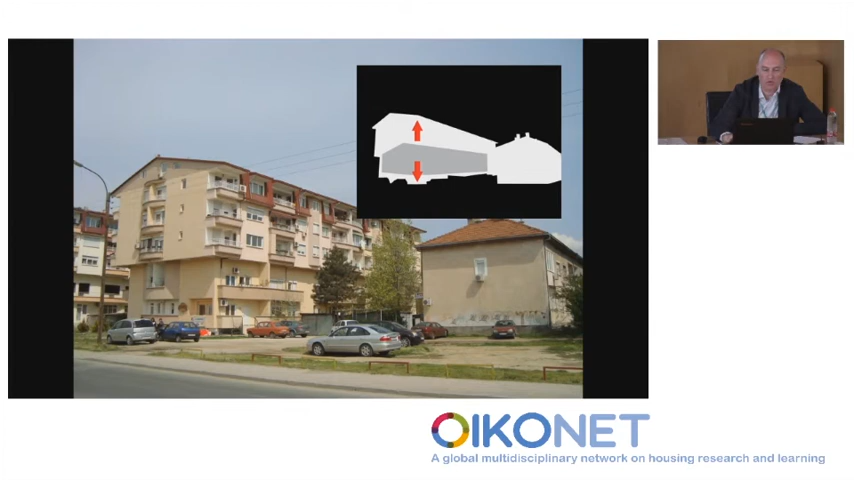 OIKONET
A global multidisciplinary network on housing research and learning